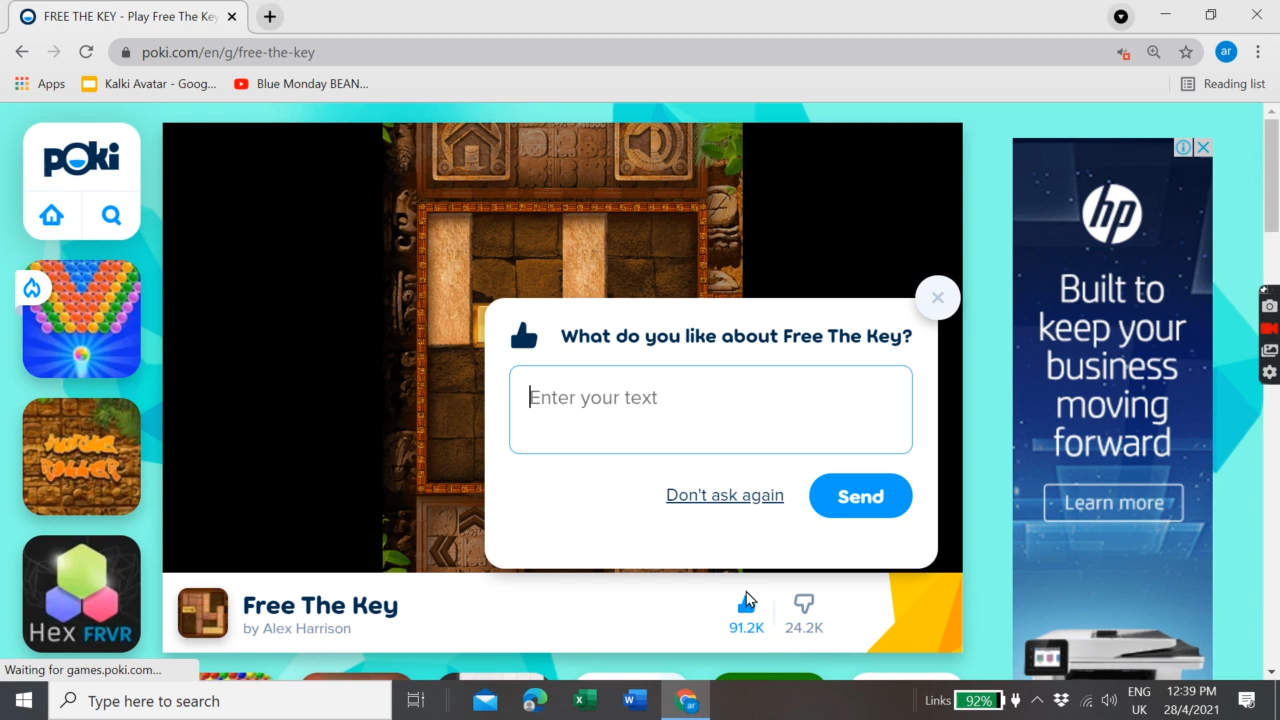 FREE THE KEY - Play Free The Key
poki.com/en/g/free-the-key
ar
Apps
Kalki Avatar - Goog...
Blue Monday BEAN...
Reading list
poki
What do you like about Free The Key?
Enter your text
Don't ask again
Send
Hex FRVR
Free The Key
by Alex Harrison
91.2K
24.2K
hp
Built to
keep your
business
moving
forward
Learn more
Waiting for games.poki.com...
Type here to search
Links
92%
ENG
UK
12:39 PM
28/4/2021